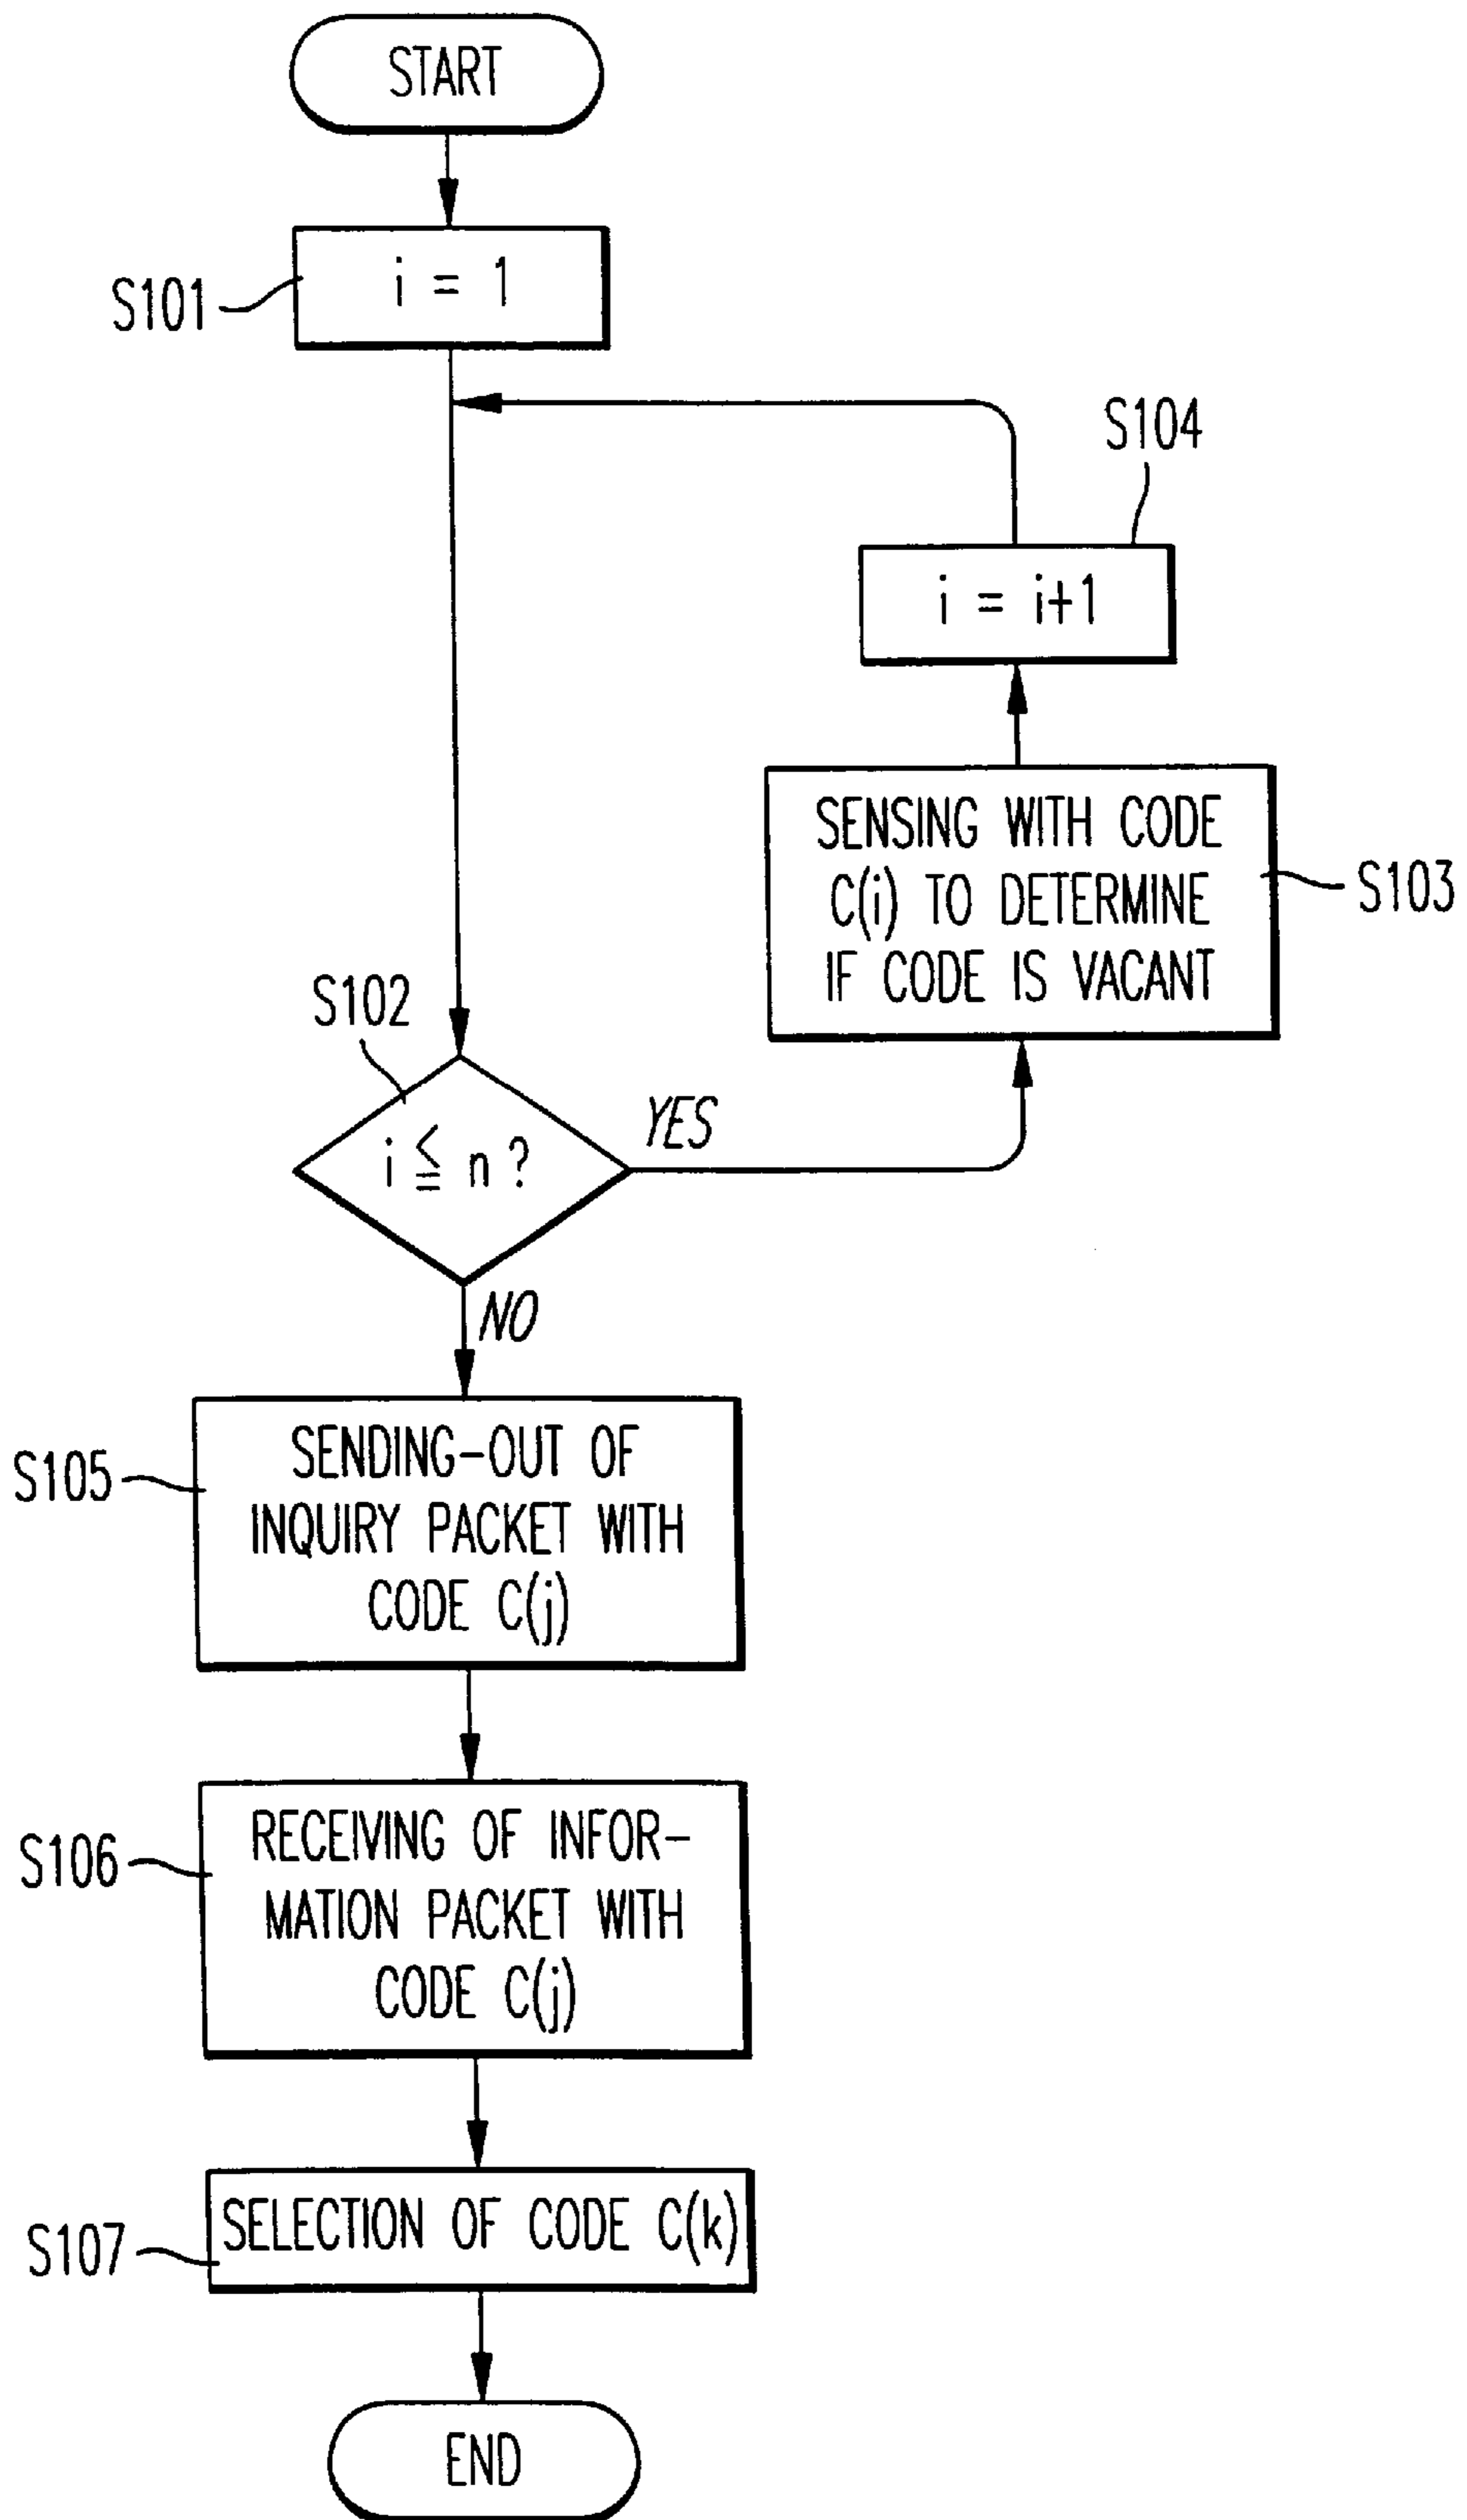 START
S101
i = 1
S104
i = i+1
SENSING WITH CODE
C(i) TO DETERMINE
IF CODE IS VACANT
S103
S102
i ≦ n?
YES
NO
S105
SENDING-OUT OF
INQUIRY PACKET WITH
CODE C(j)
S106
RECEIVING OF INFOR-
MATION PACKET WITH
CODE C(j)
S107
SELECTION OF CODE C(k)
END